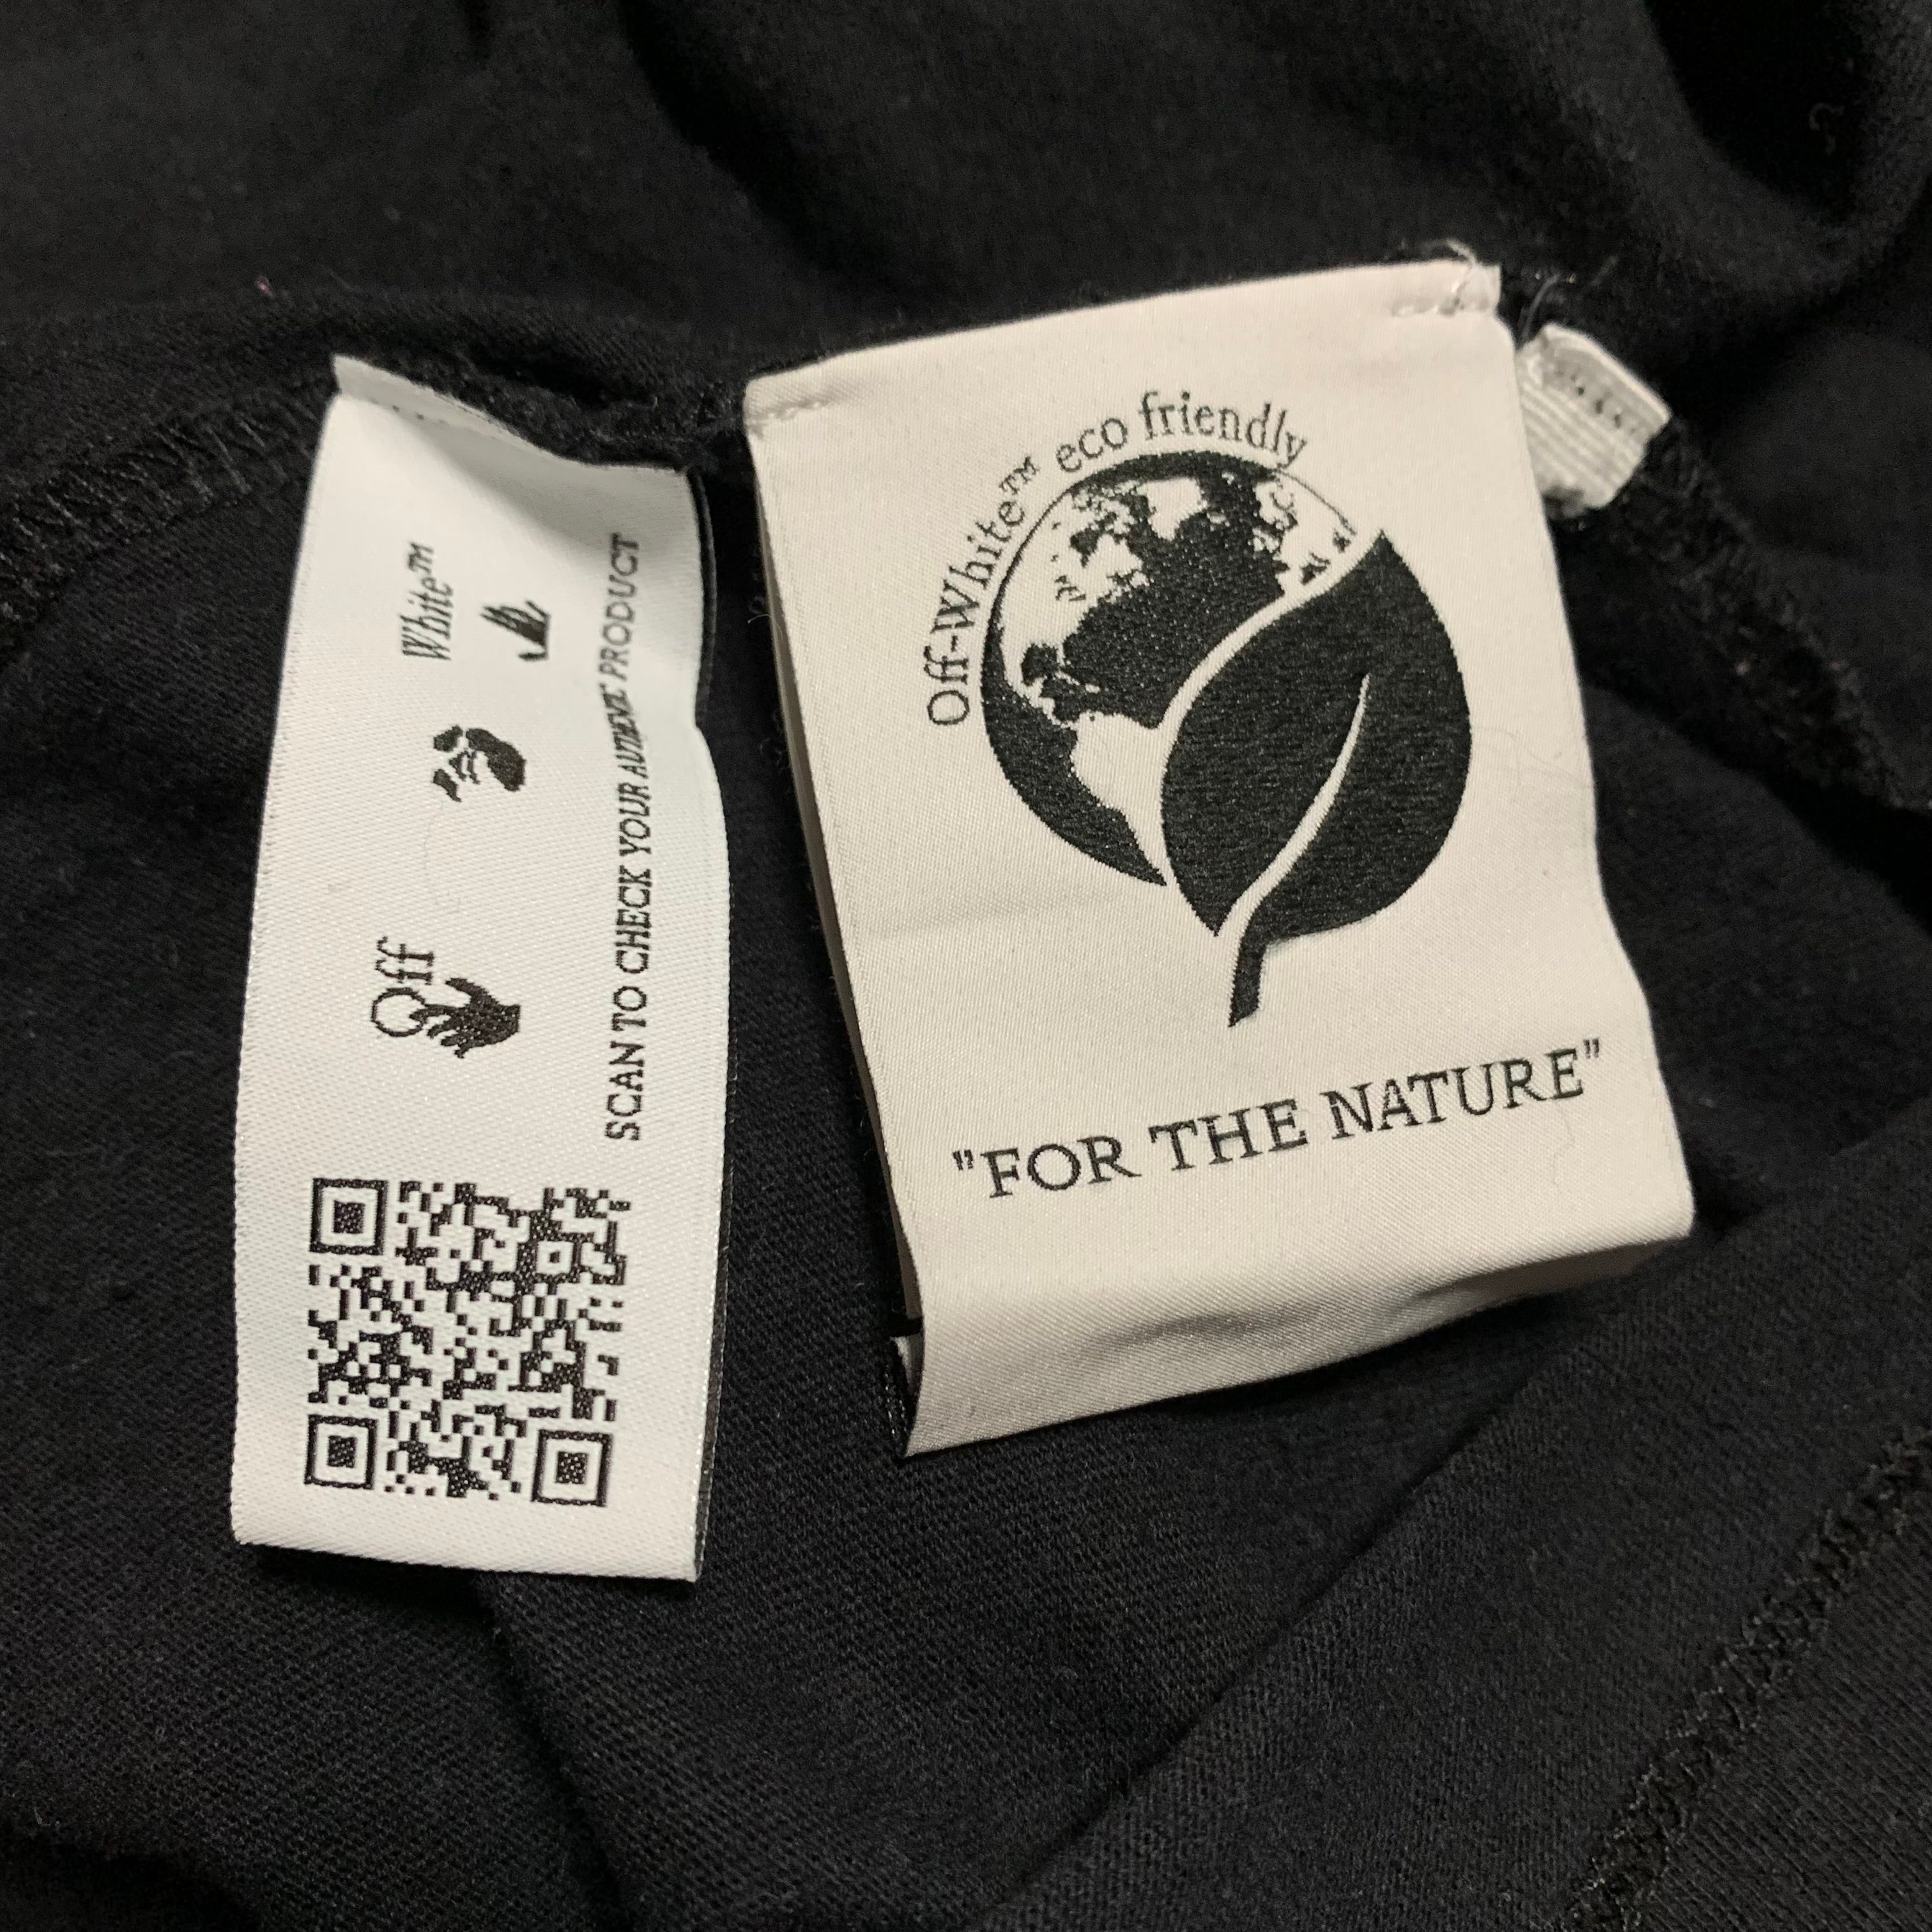 Off White™
SCAN TO CHECK YOUR AUTHENTIC PRODUCT
Off-White™ eco friendly
"FOR THE NATURE"